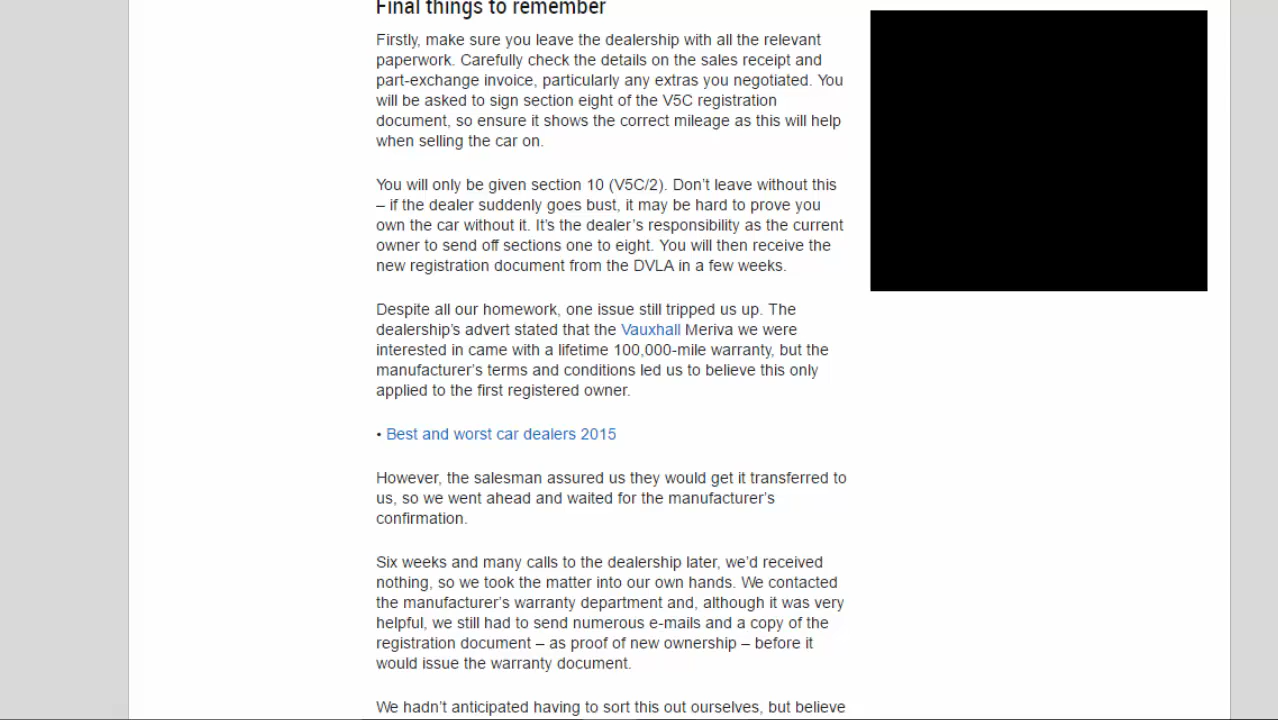 Final things to remember
Firstly, make sure you leave the dealership with all the relevant
paperwork. Carefully check the details on the sales receipt and
part-exchange invoice, particularly any extras you negotiated. You
will be asked to sign section eight of the V5C registration
document, so ensure it shows the correct mileage as this will help
when selling the car on.
You will only be given section 10 (V5C/2). Don’t leave without this
– if the dealer suddenly goes bust, it may be hard to prove you
own the car without it. It’s the dealer’s responsibility as the current
owner to send off sections one to eight. You will then receive the
new registration document from the DVLA in a few weeks.
Despite all our homework, one issue still tripped us up. The
dealership’s advert stated that the Vauxhall Meriva we were
interested in came with a lifetime 100,000-mile warranty, but the
manufacturer’s terms and conditions led us to believe this only
applied to the first registered owner.
• Best and worst car dealers 2015
However, the salesman assured us they would get it transferred to
us, so we went ahead and waited for the manufacturer’s
confirmation.
Six weeks and many calls to the dealership later, we’d received
nothing, so we took the matter into our own hands. We contacted
the manufacturer’s warranty department and, although it was very
helpful, we still had to send numerous e-mails and a copy of the
registration document – as proof of new ownership – before it
would issue the warranty document.
We hadn’t anticipated having to sort this out ourselves, but believe